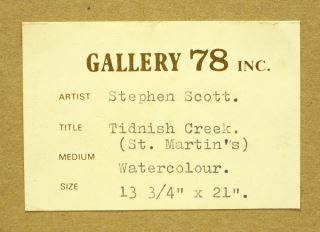 GALLERY 78 INC.
ARTIST Stephen Scott.
TITLE Tidnish Creek.
(St. Martin"s)
MEDIUM Watercolour.
SIZE 13 3/4" x 21".